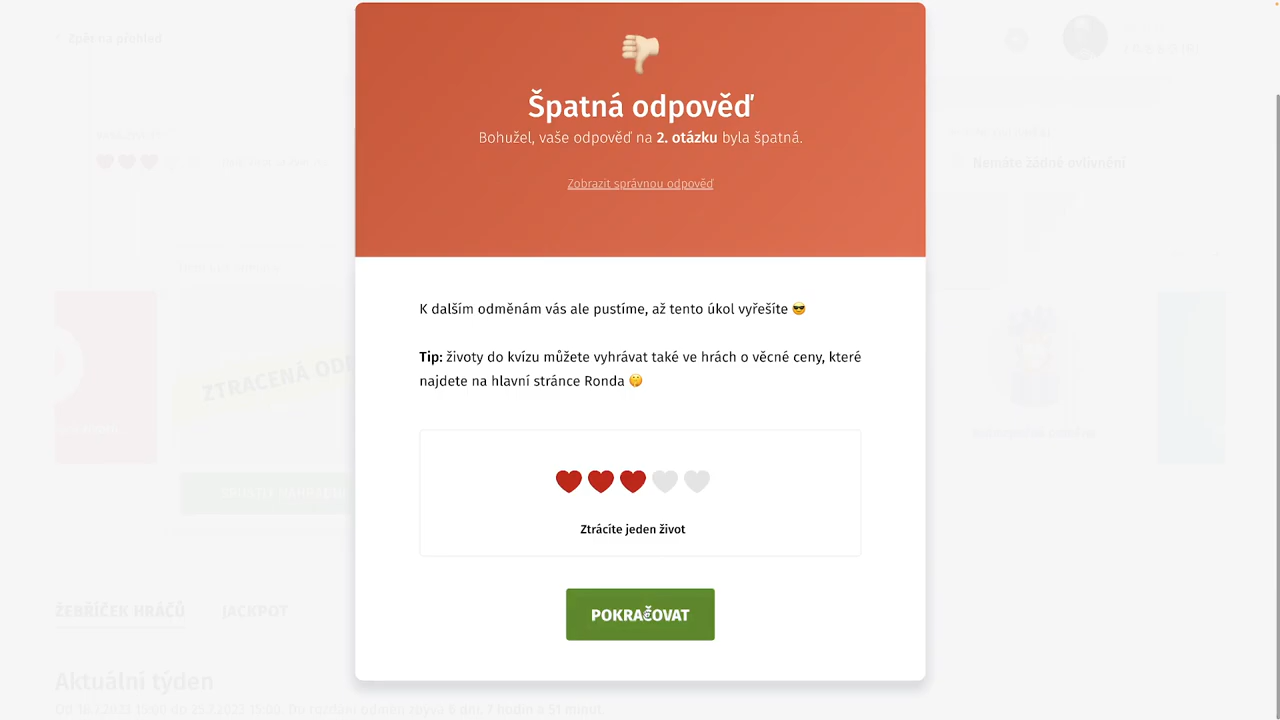 Zpět na přehled
Špatná odpověď
Bohužel, vaše odpověď na 2. otázku byla špatná.
Zobrazit správnou odpověď
Nemáte žádné ovlivnění
K dalším odměnám vás ale pustíme, až tento úkol vyřešíte 😎
Tip: životy do kvízu můžete vyhrávat také ve hrách o věcné ceny, které
najdete na hlavní stránce Ronda 🤭
ZTRACENÁ
Ztrácíte jeden život
POKRAČOVAT
ŽEBŘÍČEK HRÁČŮ
JACKPOT
Aktuální týden